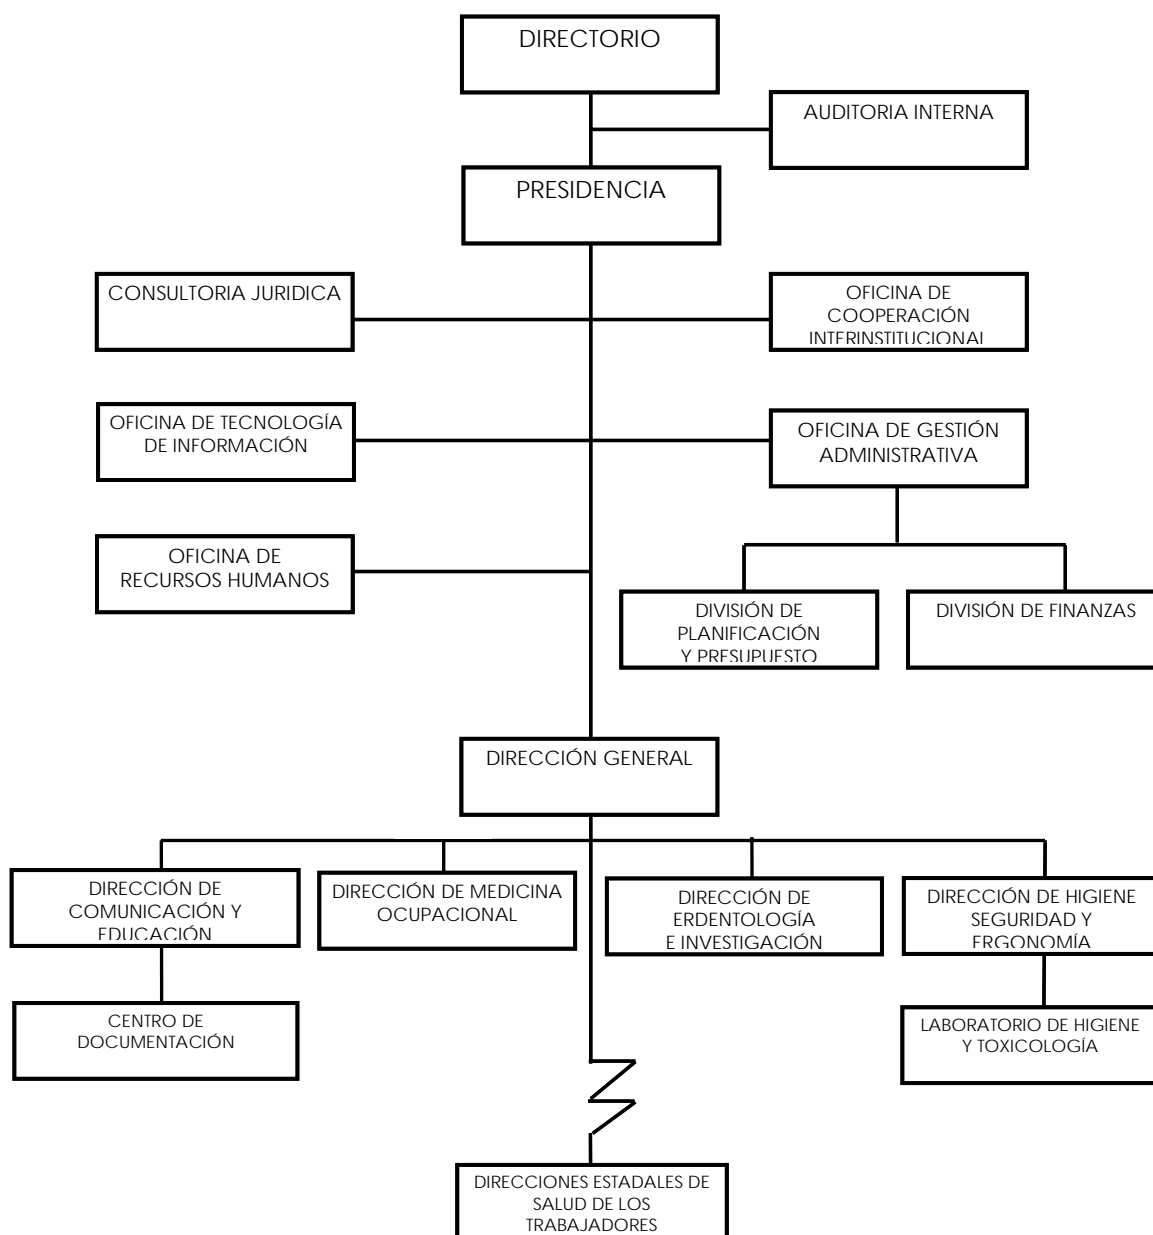 DIRECTORIO
AUDITORIA INTERNA
PRESIDENCIA
CONSULTORIA JURIDICA
OFICINA DE
COOPERACIÓN
INTERINSTITUCIONAL
OFICINA DE TECNOLOGÍA
DE INFORMACIÓN
OFICINA DE GESTIÓN
ADMINISTRATIVA
OFICINA DE
RECURSOS HUMANOS
DIVISIÓN DE
PLANIFICACIÓN
Y PRESUPUESTO
DIVISIÓN DE FINANZAS
DIRECCIÓN GENERAL
DIRECCIÓN DE
COMUNICACIÓN Y
EDUCACIÓN
DIRECCIÓN DE MEDICINA
OCUPACIONAL
DIRECCIÓN DE
ERDENTOLOGÍA
E INVESTIGACIÓN
DIRECCIÓN DE HIGIENE
SEGURIDAD Y
ERGONOMÍA
CENTRO DE
DOCUMENTACIÓN
LABORATORIO DE HIGIENE
Y TOXICOLOGÍA
DIRECCIONES ESTADALES DE
SALUD DE LOS
TRABAJADORES